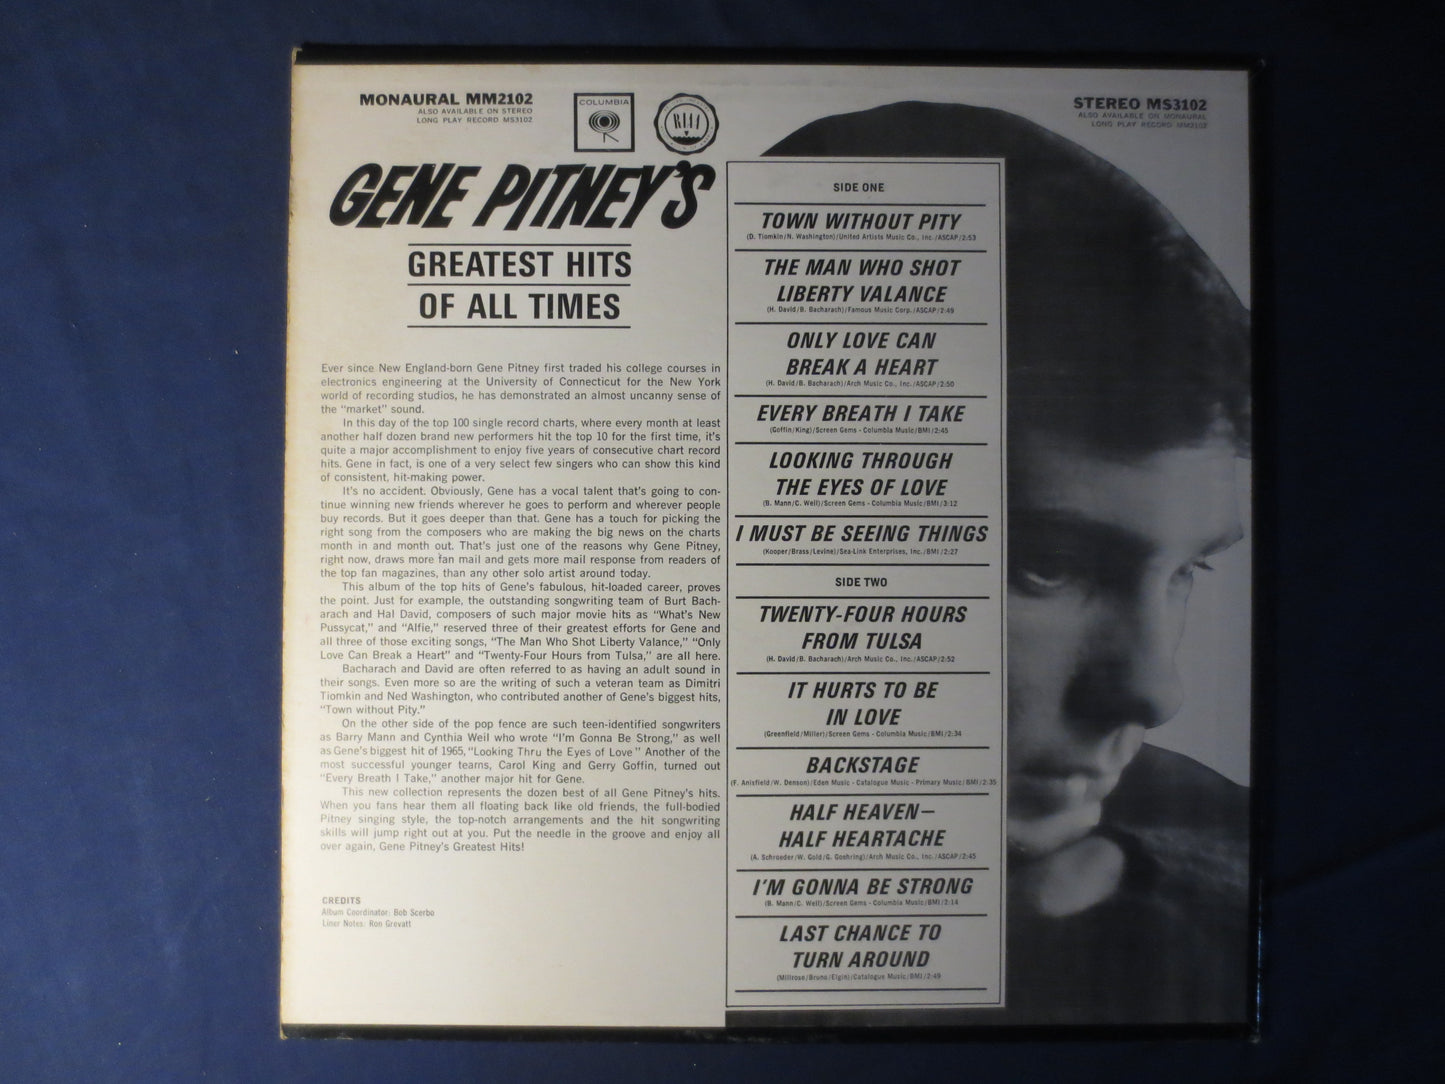 MONAURAL MM2102
ALSO AVAILABLE ON STEREO
LONG PLAY RECORD MS3102
COLUMBIA
RIAA
STEREO MS3102
ALSO AVAILABLE ON MONAURAL
LONG PLAY RECORD MM2102
GENE PITNEY'S
GREATEST HITS
OF ALL TIMES
Ever since New England-born Gene Pitney first traded his college courses in
electronics engineering at the University of Connecticut for the New York
world of recording studios, he has demonstrated an almost uncanny sense of
the "market" sound.
In this day of the top 100 single record charts, where every month at least
another half dozen brand new performers hit the top 10 for the first time, it's
quite a major accomplishment to enjoy five years of consecutive chart record
hits. Gene in fact, is one of a very select few singers who can show this kind
of consistent, hit-making power.
It's no accident. Obviously, Gene has a vocal talent that's going to con-
tinue winning new friends wherever he goes to perform and wherever people
buy records. But it goes deeper than that. Gene has a touch for picking the
right song from the composers who are making the big news on the charts
month in and month out. That's just one of the reasons why Gene Pitney,
right now, draws more fan mail and gets more mail response from readers of
the top fan magazines, than any other solo artist around today.
This album of the top hits of Gene's fabulous, hit-loaded career, proves
the point. Just for example, the outstanding songwriting team of Burt Bach-
arach and Hal David, composers of such major movie hits as "What's New
Pussycat," and "Alfie," reserved three of their greatest efforts for Gene and
all three of those exciting songs, "The Man Who Shot Liberty Valance," "Only
Love Can Break a Heart" and "Twenty-Four Hours from Tulsa," are all here.
Bacharach and David are often referred to as having an adult sound in
their songs. Even more so are the writing of such a veteran team as Dimitri
Tiomkin and Ned Washington, who contributed another of Gene's biggest hits,
"Town without Pity."
On the other side of the pop fence are such teen-identified songwriters
as Barry Mann and Cynthia Weil who wrote "I'm Gonna Be Strong," as well
as Gene's biggest hit of 1965, "Looking Thru the Eyes of Love" Another of the
most successful younger teams, Carol King and Gerry Goffin, turned out
"Every Breath I Take," another major hit for Gene.
This new collection represents the dozen best of all Gene Pitney's hits.
When you fans hear them all floating back like old friends, the full-bodied
Pitney singing style, the top-notch arrangements and the hit songwriting
skills will jump right out at you. Put the needle in the groove and enjoy all
over again, Gene Pitney's Greatest Hits!
CREDITS
Album Coordinator: Bob Scerbo
Liner Notes: Ron Grevatt
SIDE ONE
TOWN WITHOUT PITY
(D. Tiomkin/N. Washington)/United Artists Music Co., Inc./ASCAP/2:53
THE MAN WHO SHOT
LIBERTY VALANCE
(H. David/B. Bacharach)/Famous Music Corp./ASCAP/2:49
ONLY LOVE CAN
BREAK A HEART
(H. David/B. Bacharach)/Arch Music Co., Inc./ASCAP/2:50
EVERY BREATH I TAKE
(Goffin/King)/Screen Gems - Columbia Music/BMI/2:45
LOOKING THROUGH
THE EYES OF LOVE
(B. Mann/C. Weil)/Screen Gems - Columbia Music/BMI/3:12
I MUST BE SEEING THINGS
(Kooper/Brass/Levine)/Sea-Link Enterprises, Inc./BMI/2:27
SIDE TWO
TWENTY-FOUR HOURS
FROM TULSA
(H. David/B. Bacharach)/Arch Music Co., Inc./ASCAP/2:52
IT HURTS TO BE
IN LOVE
(Greenfield/Miller)/Screen Gems - Columbia Music/BMI/2:34
BACKSTAGE
(F. Anisfield/W. Denson)/Eden Music - Catalogue Music - Primary Music/BMI/2:35
HALF HEAVEN—
HALF HEARTACHE
(A. Schroeder/W. Gold/G. Goehring)/Arch Music Co., Inc./ASCAP/2:45
I'M GONNA BE STRONG
(B. Mann/C. Weil)/Screen Gems - Columbia Music/BMI/2:14
LAST CHANCE TO
TURN AROUND
(Millrose/Bruno/Elgin)/Catalogue Music/BMI/2:49